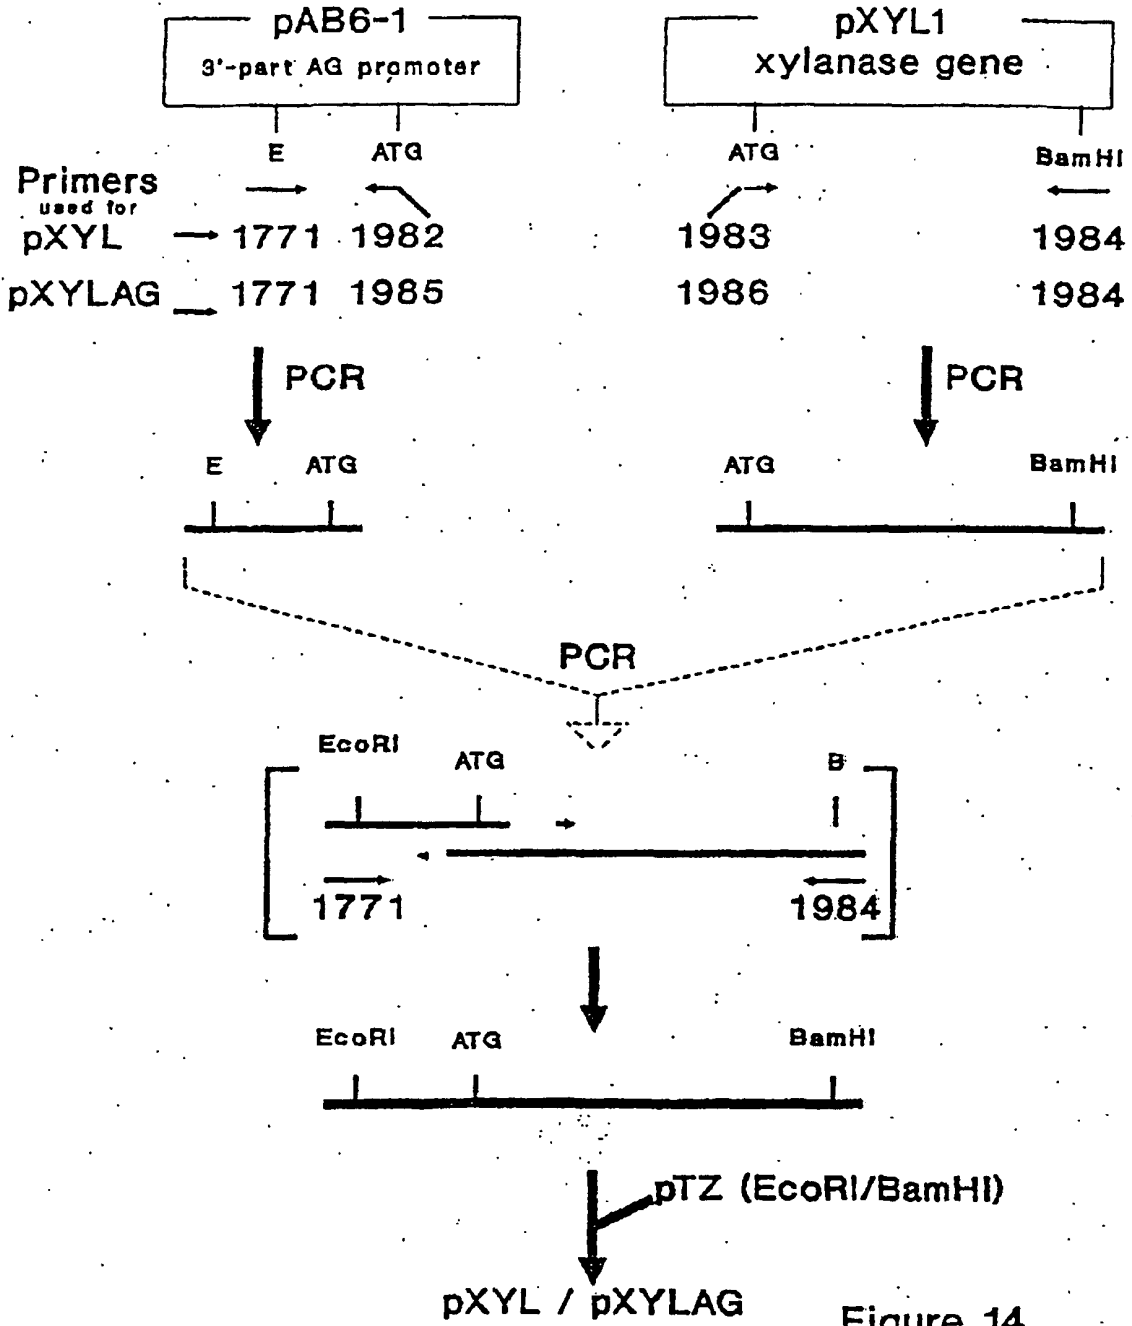 pAB6-1 pXYL1
3'-part AG promoter xylanase gene
E ATG ATG BamHI
Primers
used for
pXYL 1771 1982 1983 1984
pXYLAG 1771 1985 1986 1984
PCR PCR
E ATG ATG BamHI
PCR
EcoRI ATG B
1771 1984
EcoRI ATG BamHI
pTZ (EcoRI/BamHI)
pXYL / pXYLAG
Figure 14